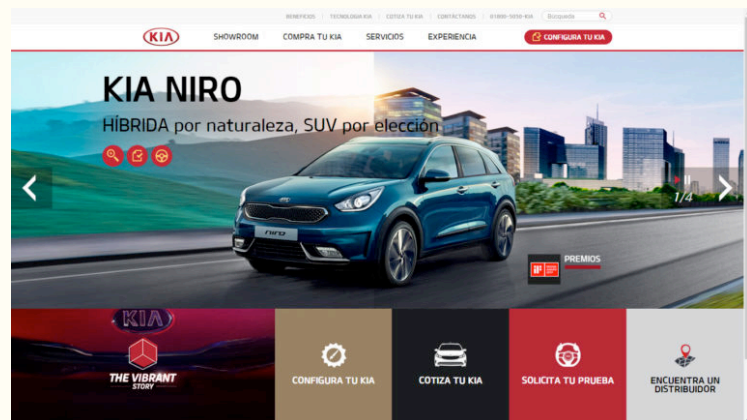 BENEFICIOS | TECNOLOGIA KIA | COTIZA TU KIA | CONTÁCTANOS | 01800-5050-KIA Búsqueda
KIA SHOWROOM COMPRA TU KIA SERVICIOS EXPERIENCIA CONFIGURA TU KIA
KIA NIRO
HÍBRIDA por naturaleza, SUV por elección
1/4
niro
PREMIOS
KIA
THE VIBRANT
STORY
CONFIGURA TU KIA
COTIZA TU KIA
SOLICITA TU PRUEBA
ENCUENTRA UN
DISTRIBUIDOR